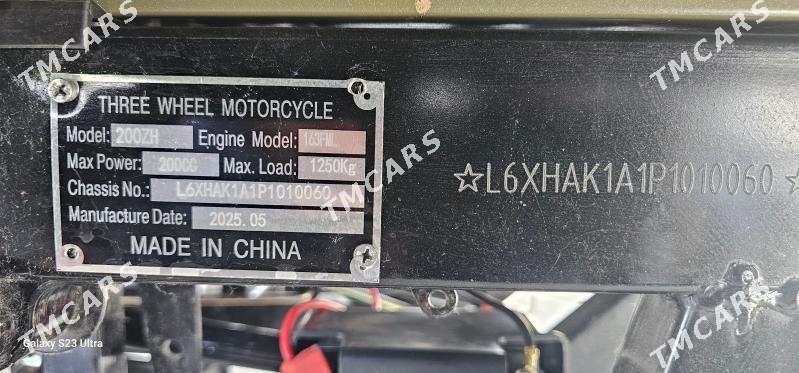 THREE WHEEL MOTORCYCLE
Model: 200ZH Engine Model: 163FML
Max Power: 200CC Max. Load: 1250Kg
Chassis No.: L6XHAK1A1P1010060
Manufacture Date: 2025.05
MADE IN CHINA
☆L6XHAK1A1P1010060☆
Galaxy S23 Ultra
TMCARS
TMCARS
TMCARS
TMCARS
TMCARS
TMCARS
TMCARS